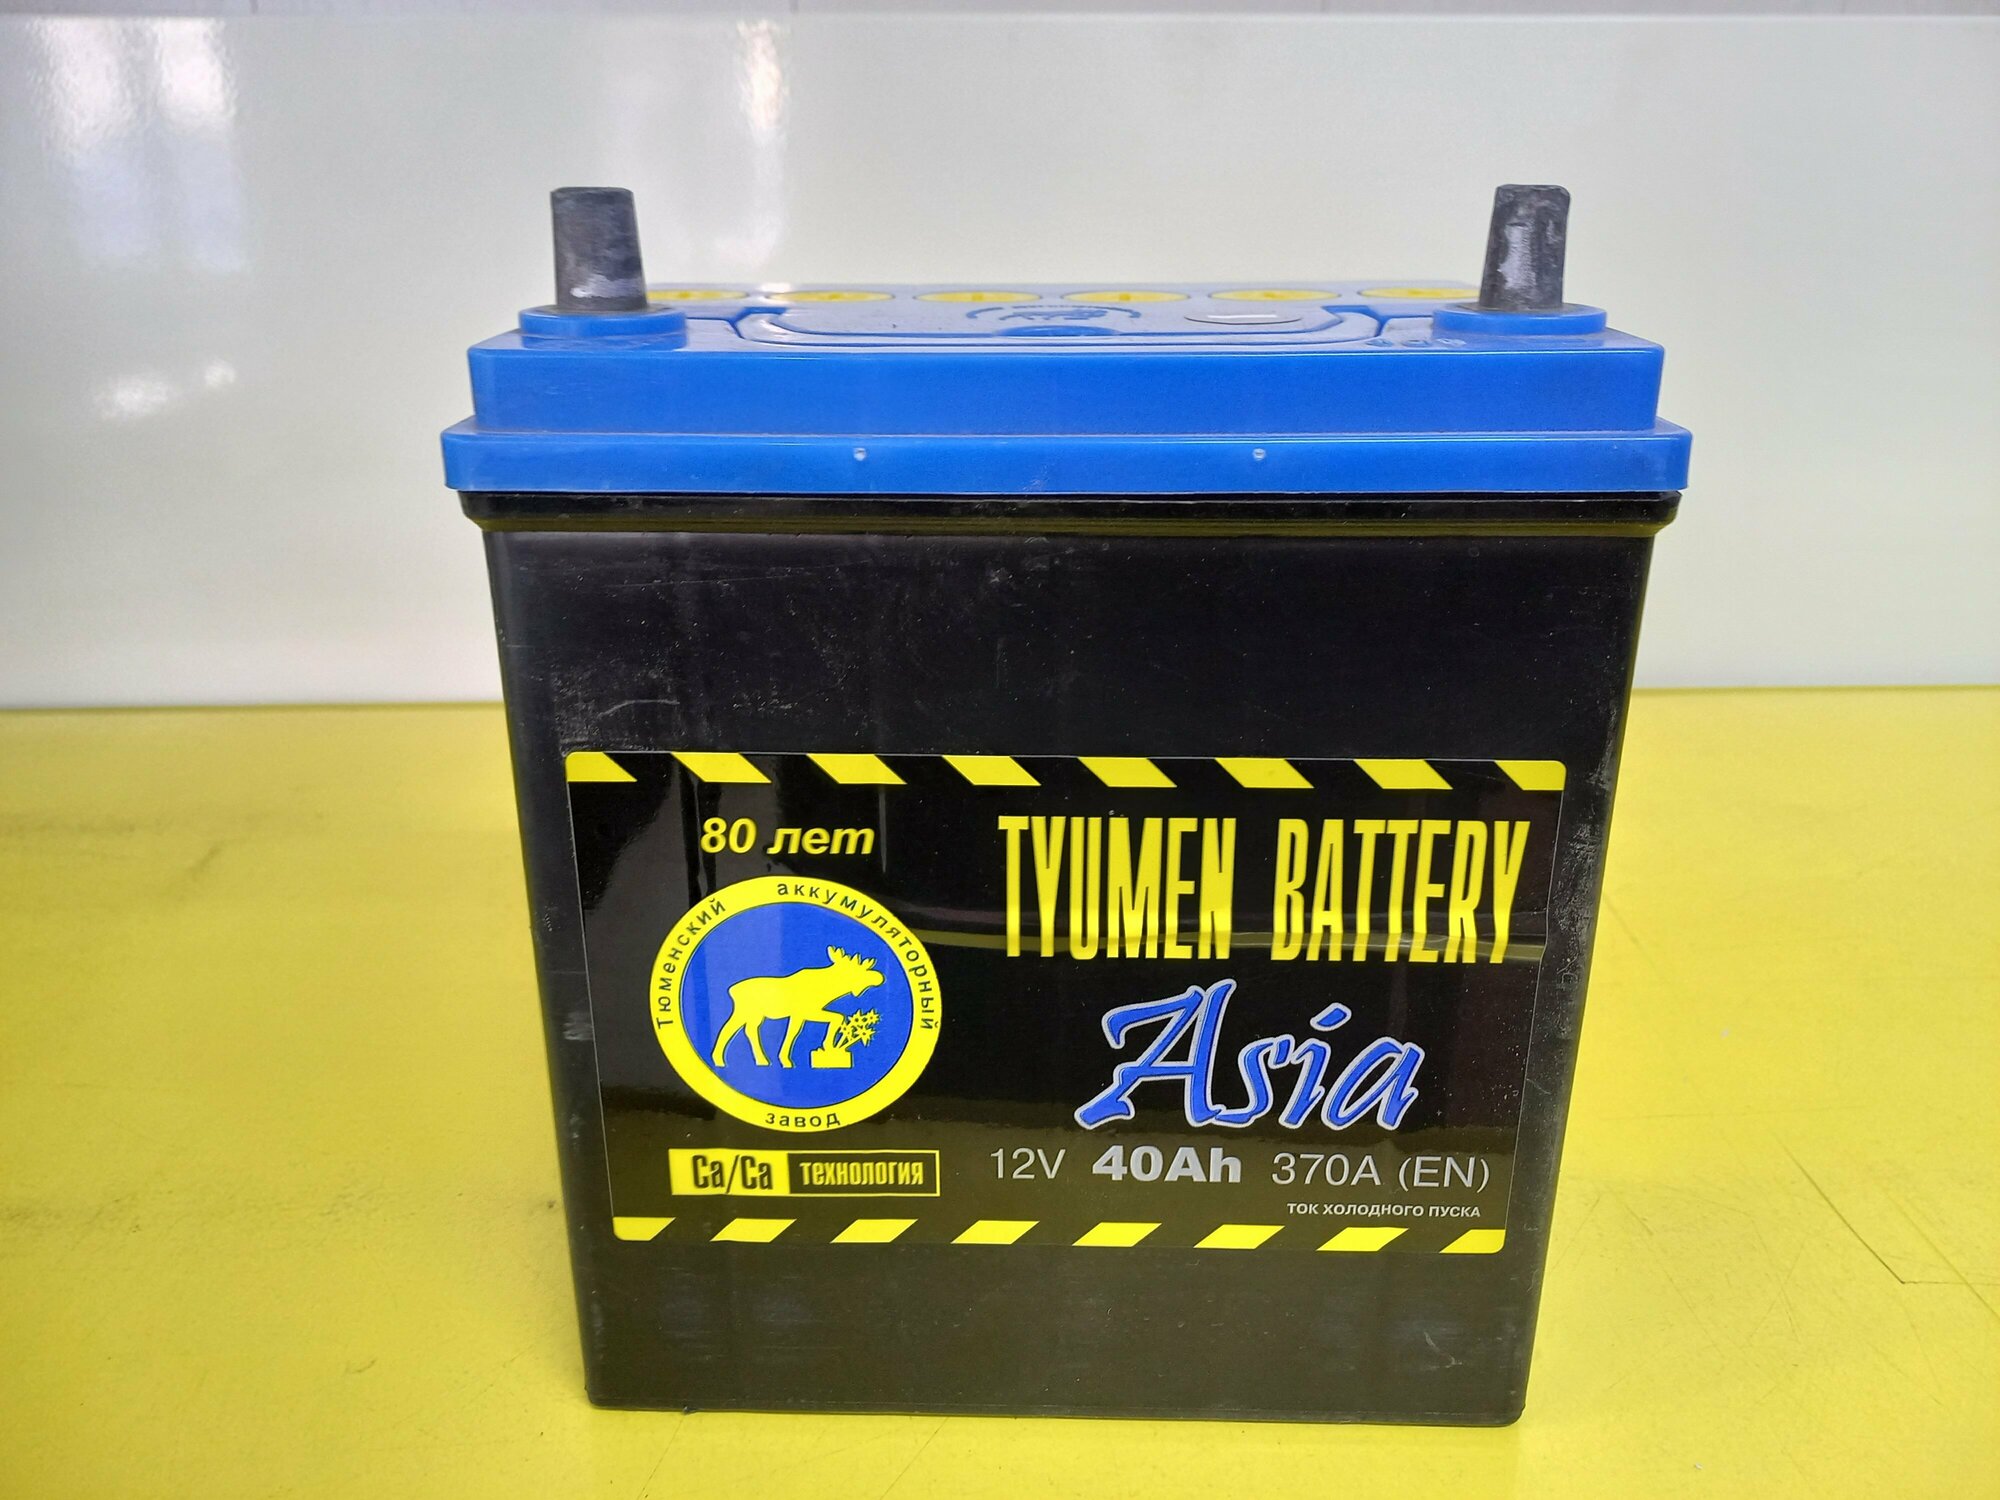 80 лет
TYUMEN BATTERY
Тюменский аккумуляторный завод
Asia
12V 40Ah 370A (EN)
ток холодного пуска
Ca/Ca технология